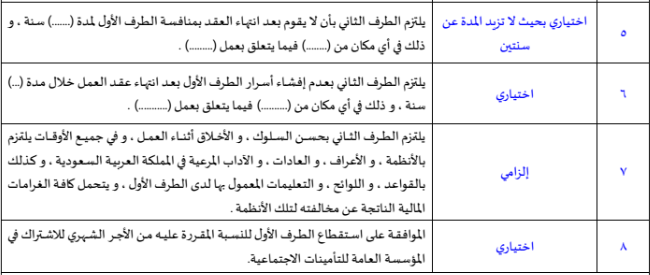 ٥
اختياري بحيث لا تزيد المدة عن
سنتين
يلتزم الطرف الثاني بأن لا يقوم بعد انتهاء العقد بمنافسة الطرف الأول لمدة (.......) سنة ، و
ذلك في أي مكان من (........) فيما يتعلق بعمل (.........) .
٦
اختياري
يلتزم الطرف الثاني بعدم إفشاء أسرار الطرف الأول بعد انتهاء عقد العمل خلال مدة (...)
سنة ، و ذلك في أي مكان من (..........) فيما يتعلق بعمل (..........) .
٧
إلزامي
يلتزم الطرف الثاني بحسن السلوك ، و الأخلاق أثناء العمل ، و في جميع الأوقات يلتزم
بالأنظمة ، و الأعراف ، و العادات ، و الآداب المرعية في المملكة العربية السعودية ، و كذلك
بالقواعد ، و اللوائح ، و التعليمات المعمول بها لدى الطرف الأول ، و يتحمل كافة الغرامات
المالية الناتجة عن مخالفته لتلك الأنظمة .
٨
اختياري
الموافقة على استقطاع الطرف الأول للنسبة المقررة عليه من الأجر الشهري للاشتراك في
المؤسسة العامة للتأمينات الاجتماعية.